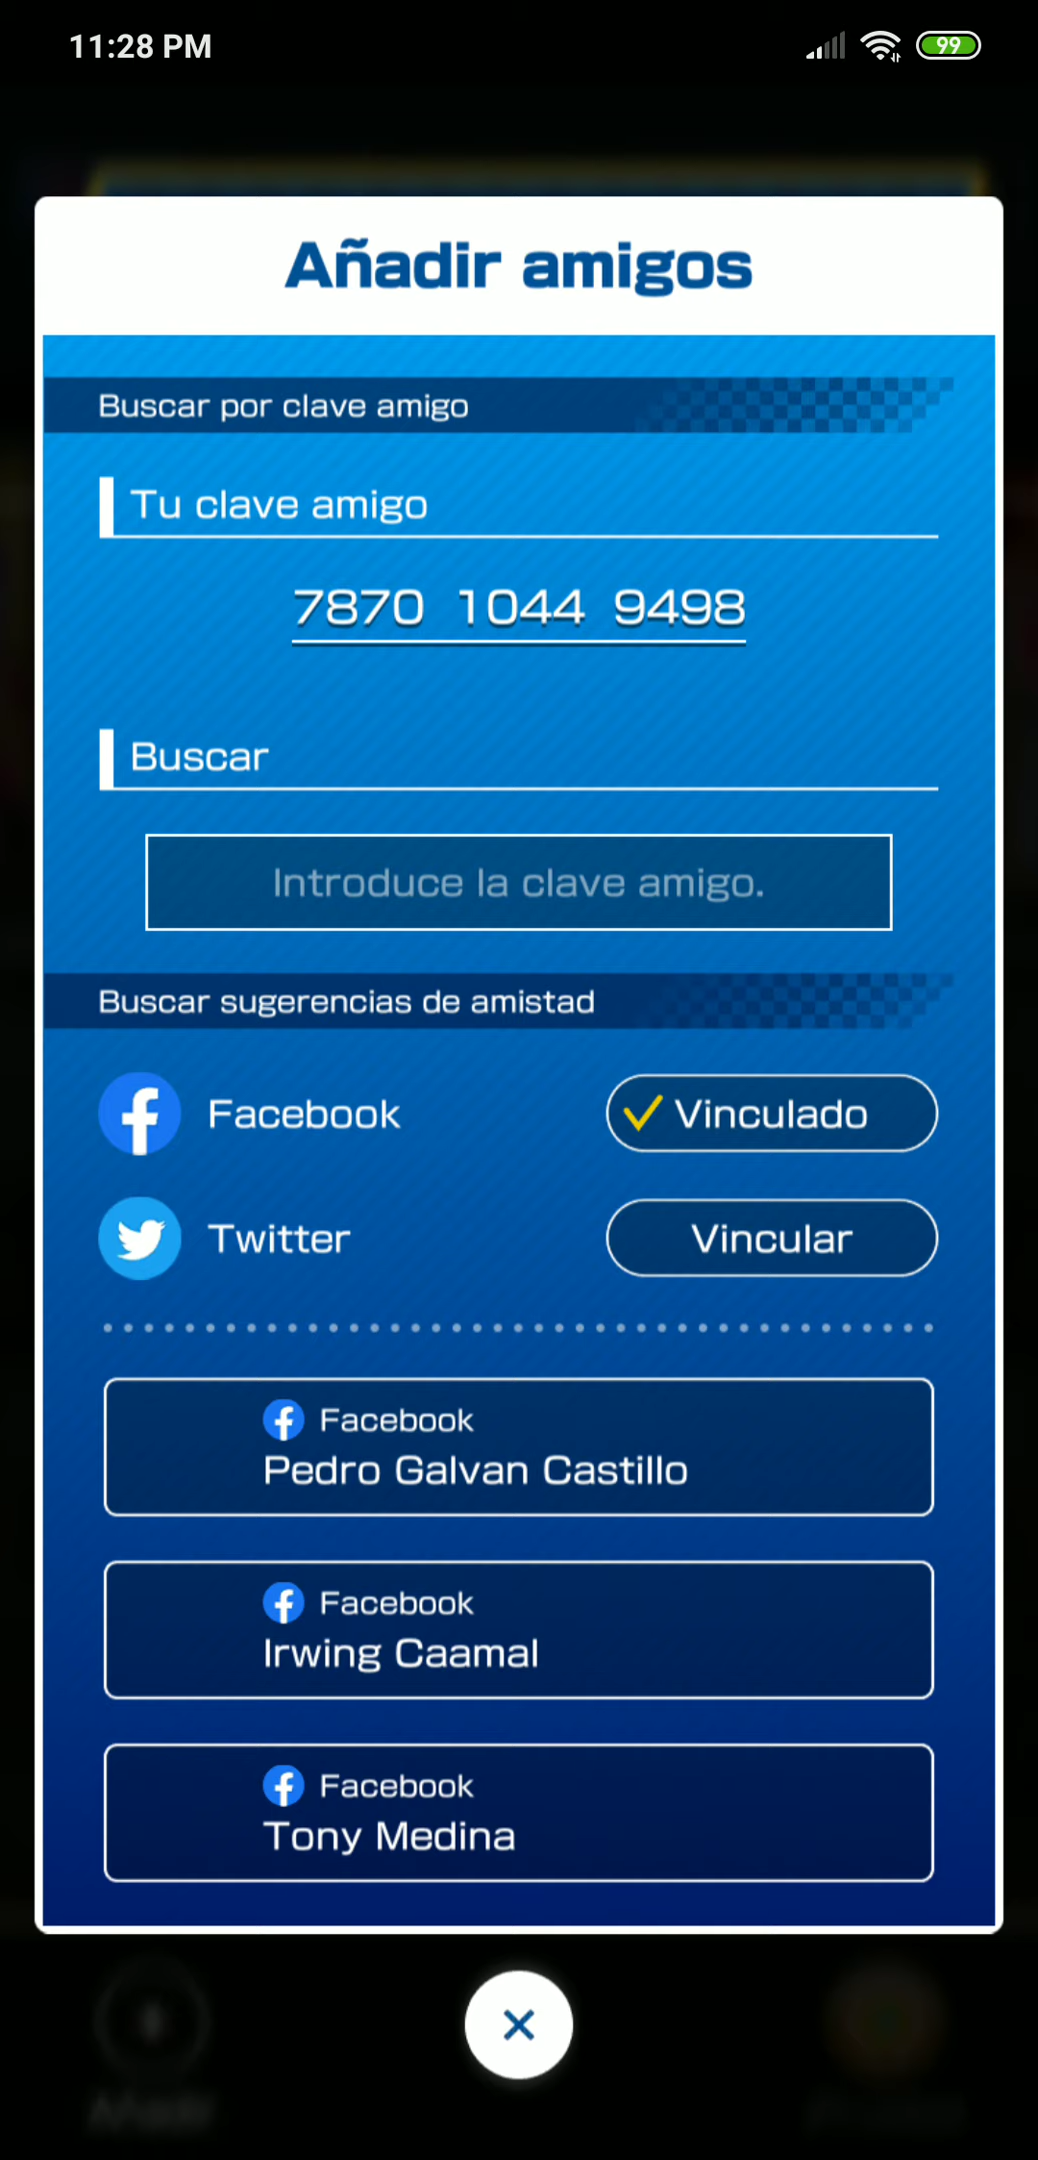 11:28 PM
99
Añadir amigos
Buscar por clave amigo
Tu clave amigo
7870 1044 9498
Buscar
Introduce la clave amigo.
Buscar sugerencias de amistad
Facebook
Vinculado
Twitter
Vincular
Facebook
Pedro Galvan Castillo
Facebook
Irwing Caamal
Facebook
Tony Medina
Añadir